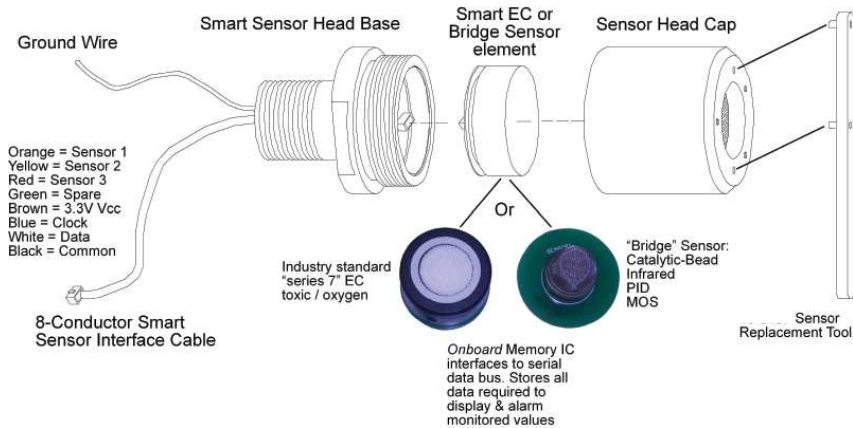 Smart Sensor Head Base
Smart EC or
Bridge Sensor
element
Sensor Head Cap
Ground Wire
Orange = Sensor 1
Yellow = Sensor 2
Red = Sensor 3
Green = Spare
Brown = 3.3V Vcc
Blue = Clock
White = Data
Black = Common
8-Conductor Smart
Sensor Interface Cable
Or
Industry standard
“series 7” EC
toxic / oxygen
“Bridge” Sensor:
Catalytic-Bead
Infrared
PID
MOS
Onboard Memory IC
interfaces to serial
data bus. Stores all
data required to
display & alarm
monitored values
Sensor
Replacement Tool